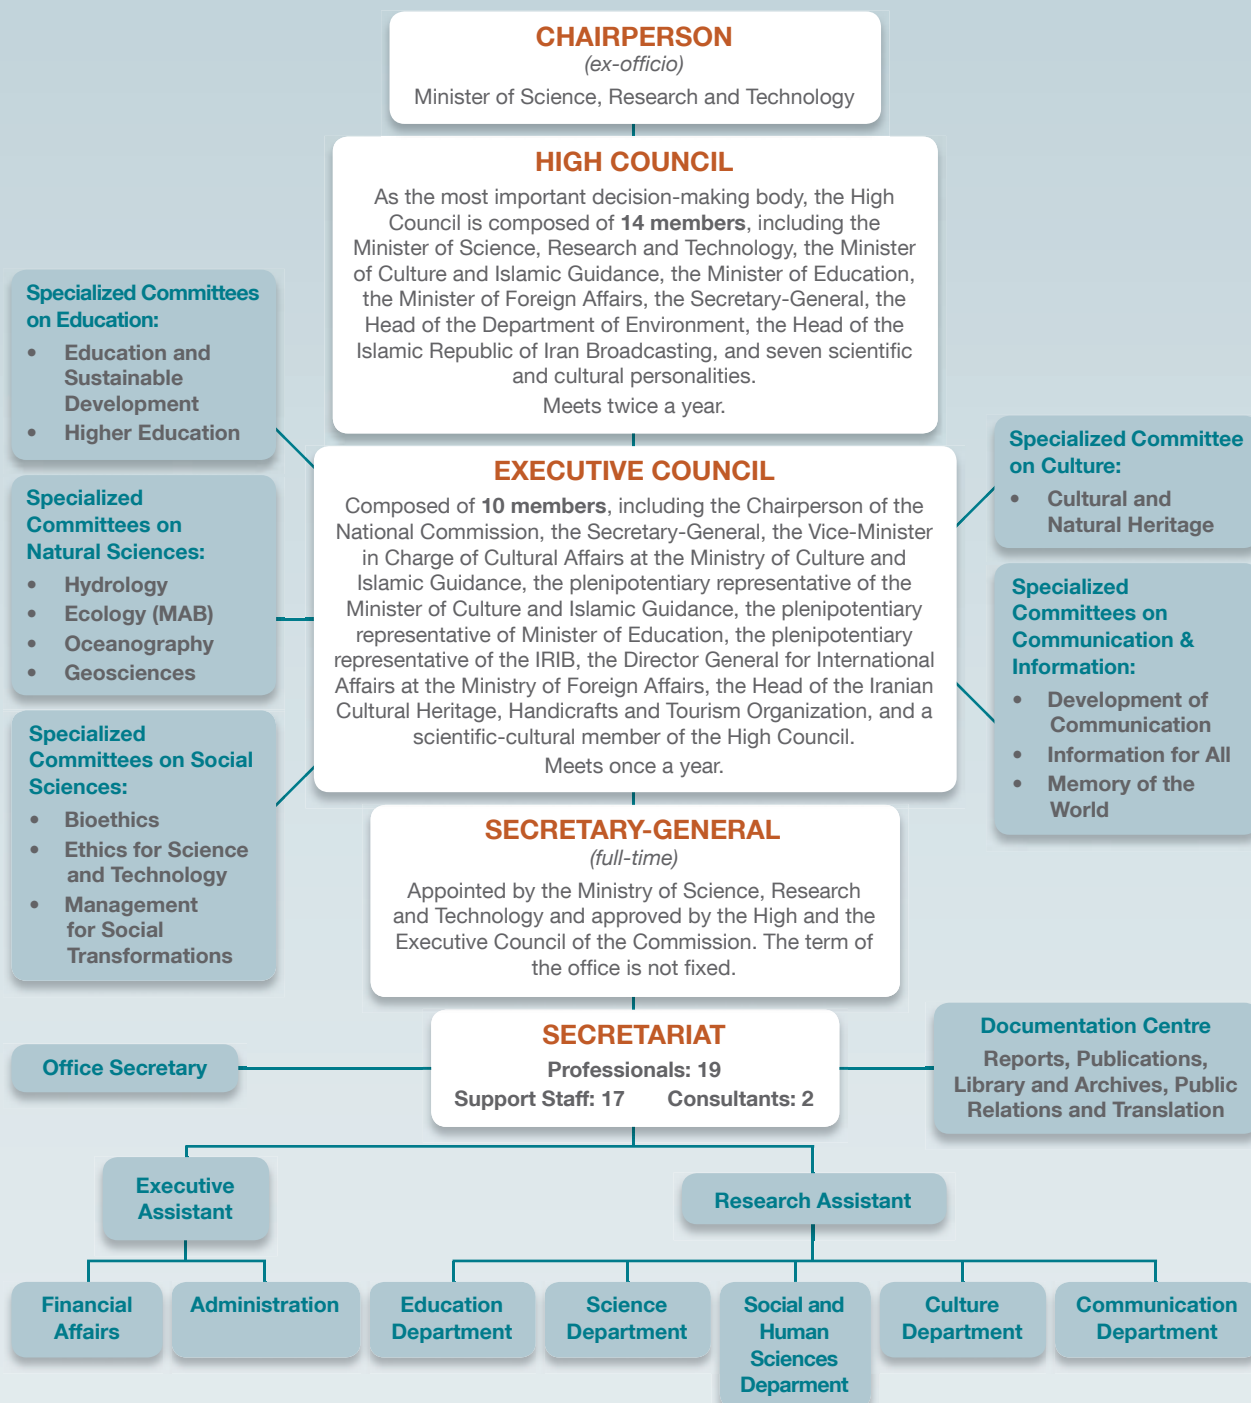 CHAIRPERSON
(ex-officio)
Minister of Science, Research and Technology
HIGH COUNCIL
As the most important decision-making body, the High
Council is composed of 14 members, including the
Minister of Science, Research and Technology, the Minister
of Culture and Islamic Guidance, the Minister of Education,
the Minister of Foreign Affairs, the Secretary-General, the
Head of the Department of Environment, the Head of the
Islamic Republic of Iran Broadcasting, and seven scientific
and cultural personalities.
Meets twice a year.
Specialized Committees
on Education:
• Education and
Sustainable
Development
• Higher Education
Specialized
Committees on
Natural Sciences:
• Hydrology
• Ecology (MAB)
• Oceanography
• Geosciences
Specialized
Committees on Social
Sciences:
• Bioethics
• Ethics for Science
and Technology
• Management
for Social
Transformations
EXECUTIVE COUNCIL
Composed of 10 members, including the Chairperson of the
National Commission, the Secretary-General, the Vice-Minister
in Charge of Cultural Affairs at the Ministry of Culture and
Islamic Guidance, the plenipotentiary representative of the
Minister of Culture and Islamic Guidance, the plenipotentiary
representative of Minister of Education, the plenipotentiary
representative of the IRIB, the Director General for International
Affairs at the Ministry of Foreign Affairs, the Head of the Iranian
Cultural Heritage, Handicrafts and Tourism Organization, and a
scientific-cultural member of the High Council.
Meets once a year.
Specialized Committee
on Culture:
• Cultural and
Natural Heritage
Specialized
Committees on
Communication &
Information:
• Development of
Communication
• Information for All
• Memory of the
World
SECRETARY-GENERAL
(full-time)
Appointed by the Ministry of Science, Research
and Technology and approved by the High and the
Executive Council of the Commission. The term of
the office is not fixed.
SECRETARIAT
Professionals: 19
Support Staff: 17 Consultants: 2
Office Secretary
Documentation Centre
Reports, Publications,
Library and Archives, Public
Relations and Translation
Executive
Assistant
Research Assistant
Financial
Affairs
Administration
Education
Department
Science
Department
Social and
Human
Sciences
Deparment
Culture
Department
Communication
Department